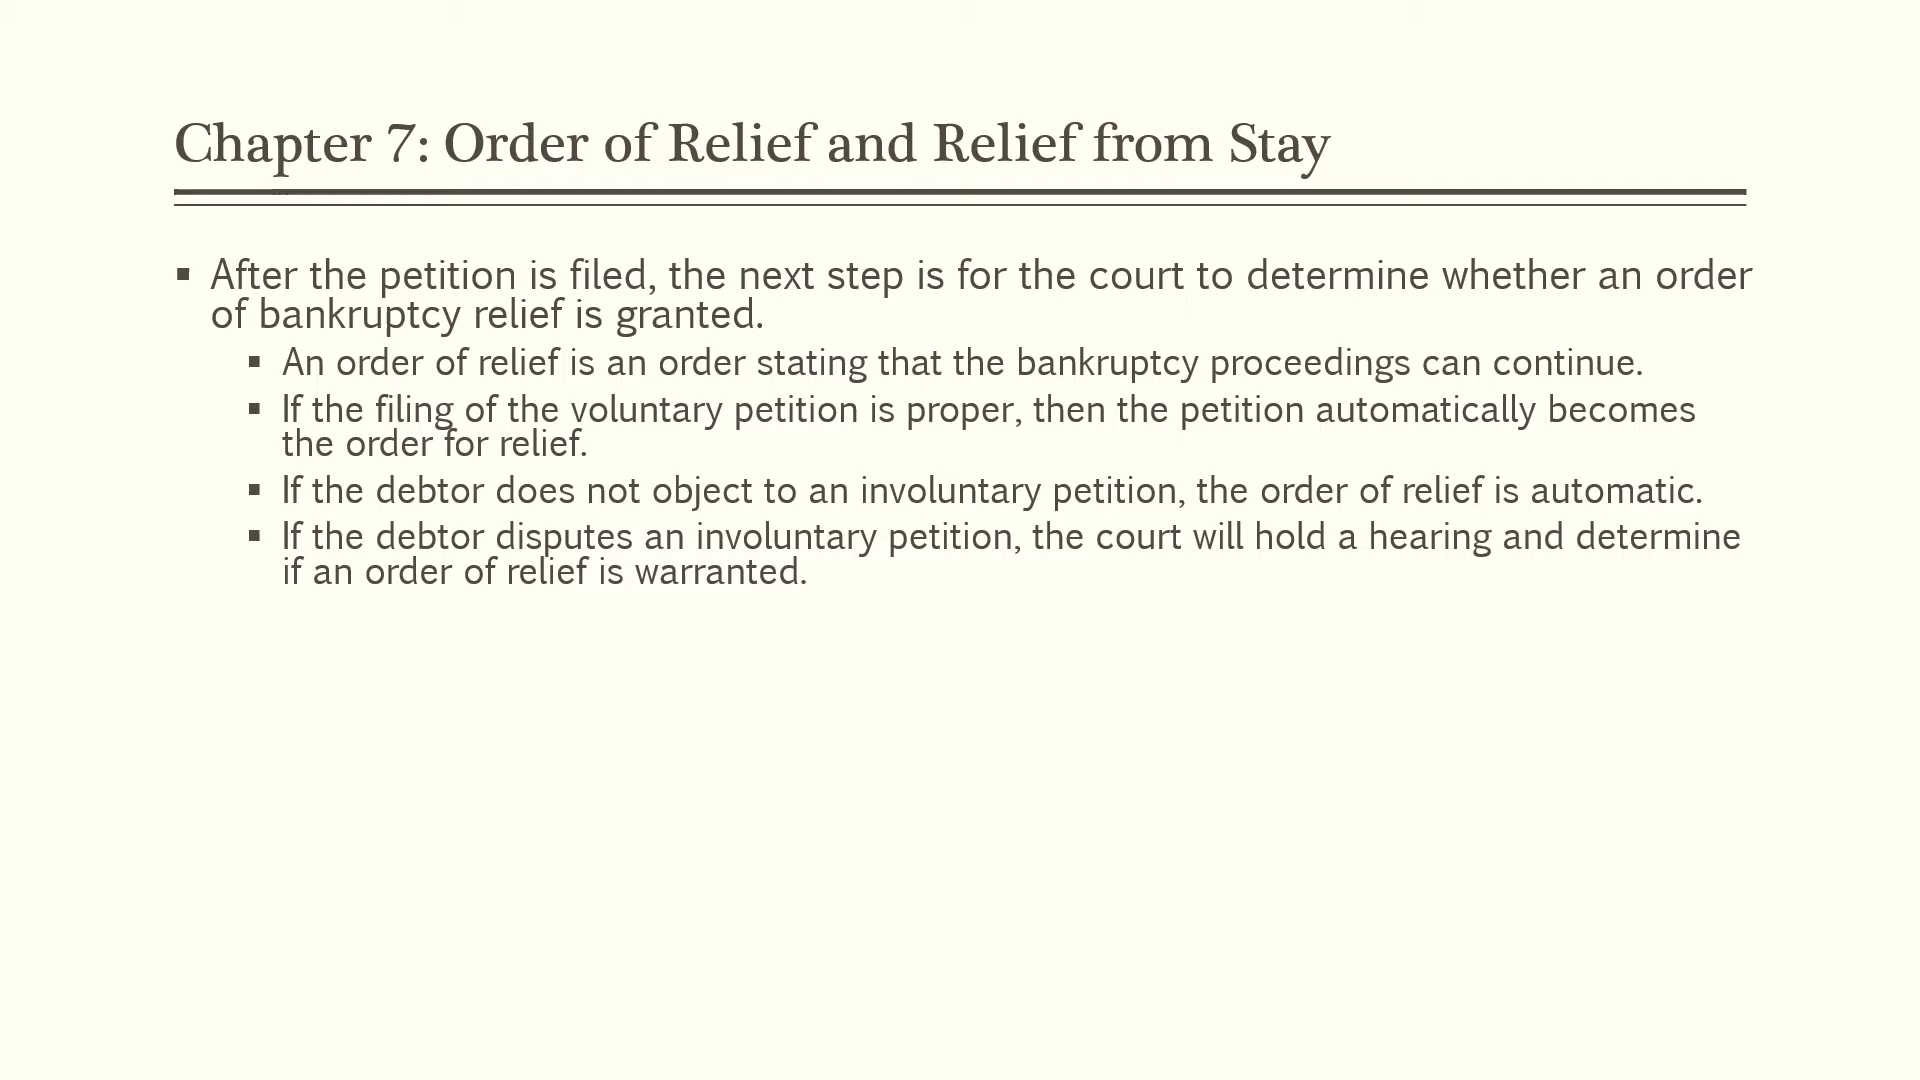 Chapter 7: Order of Relief and Relief from Stay
▪ After the petition is filed, the next step is for the court to determine whether an order
of bankruptcy relief is granted.
▪ An order of relief is an order stating that the bankruptcy proceedings can continue.
▪ If the filing of the voluntary petition is proper, then the petition automatically becomes
the order for relief.
▪ If the debtor does not object to an involuntary petition, the order of relief is automatic.
▪ If the debtor disputes an involuntary petition, the court will hold a hearing and determine
if an order of relief is warranted.